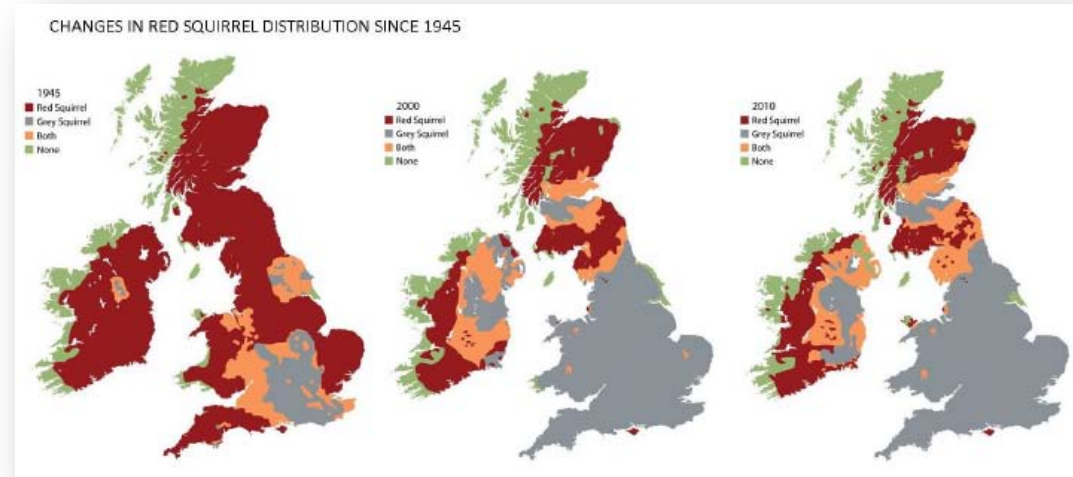 CHANGES IN RED SQUIRREL DISTRIBUTION SINCE 1945
1945
Red Squirrel
Grey Squirrel
Both
None
2000
Red Squirrel
Grey Squirrel
Both
None
2010
Red Squirrel
Grey Squirrel
Both
None